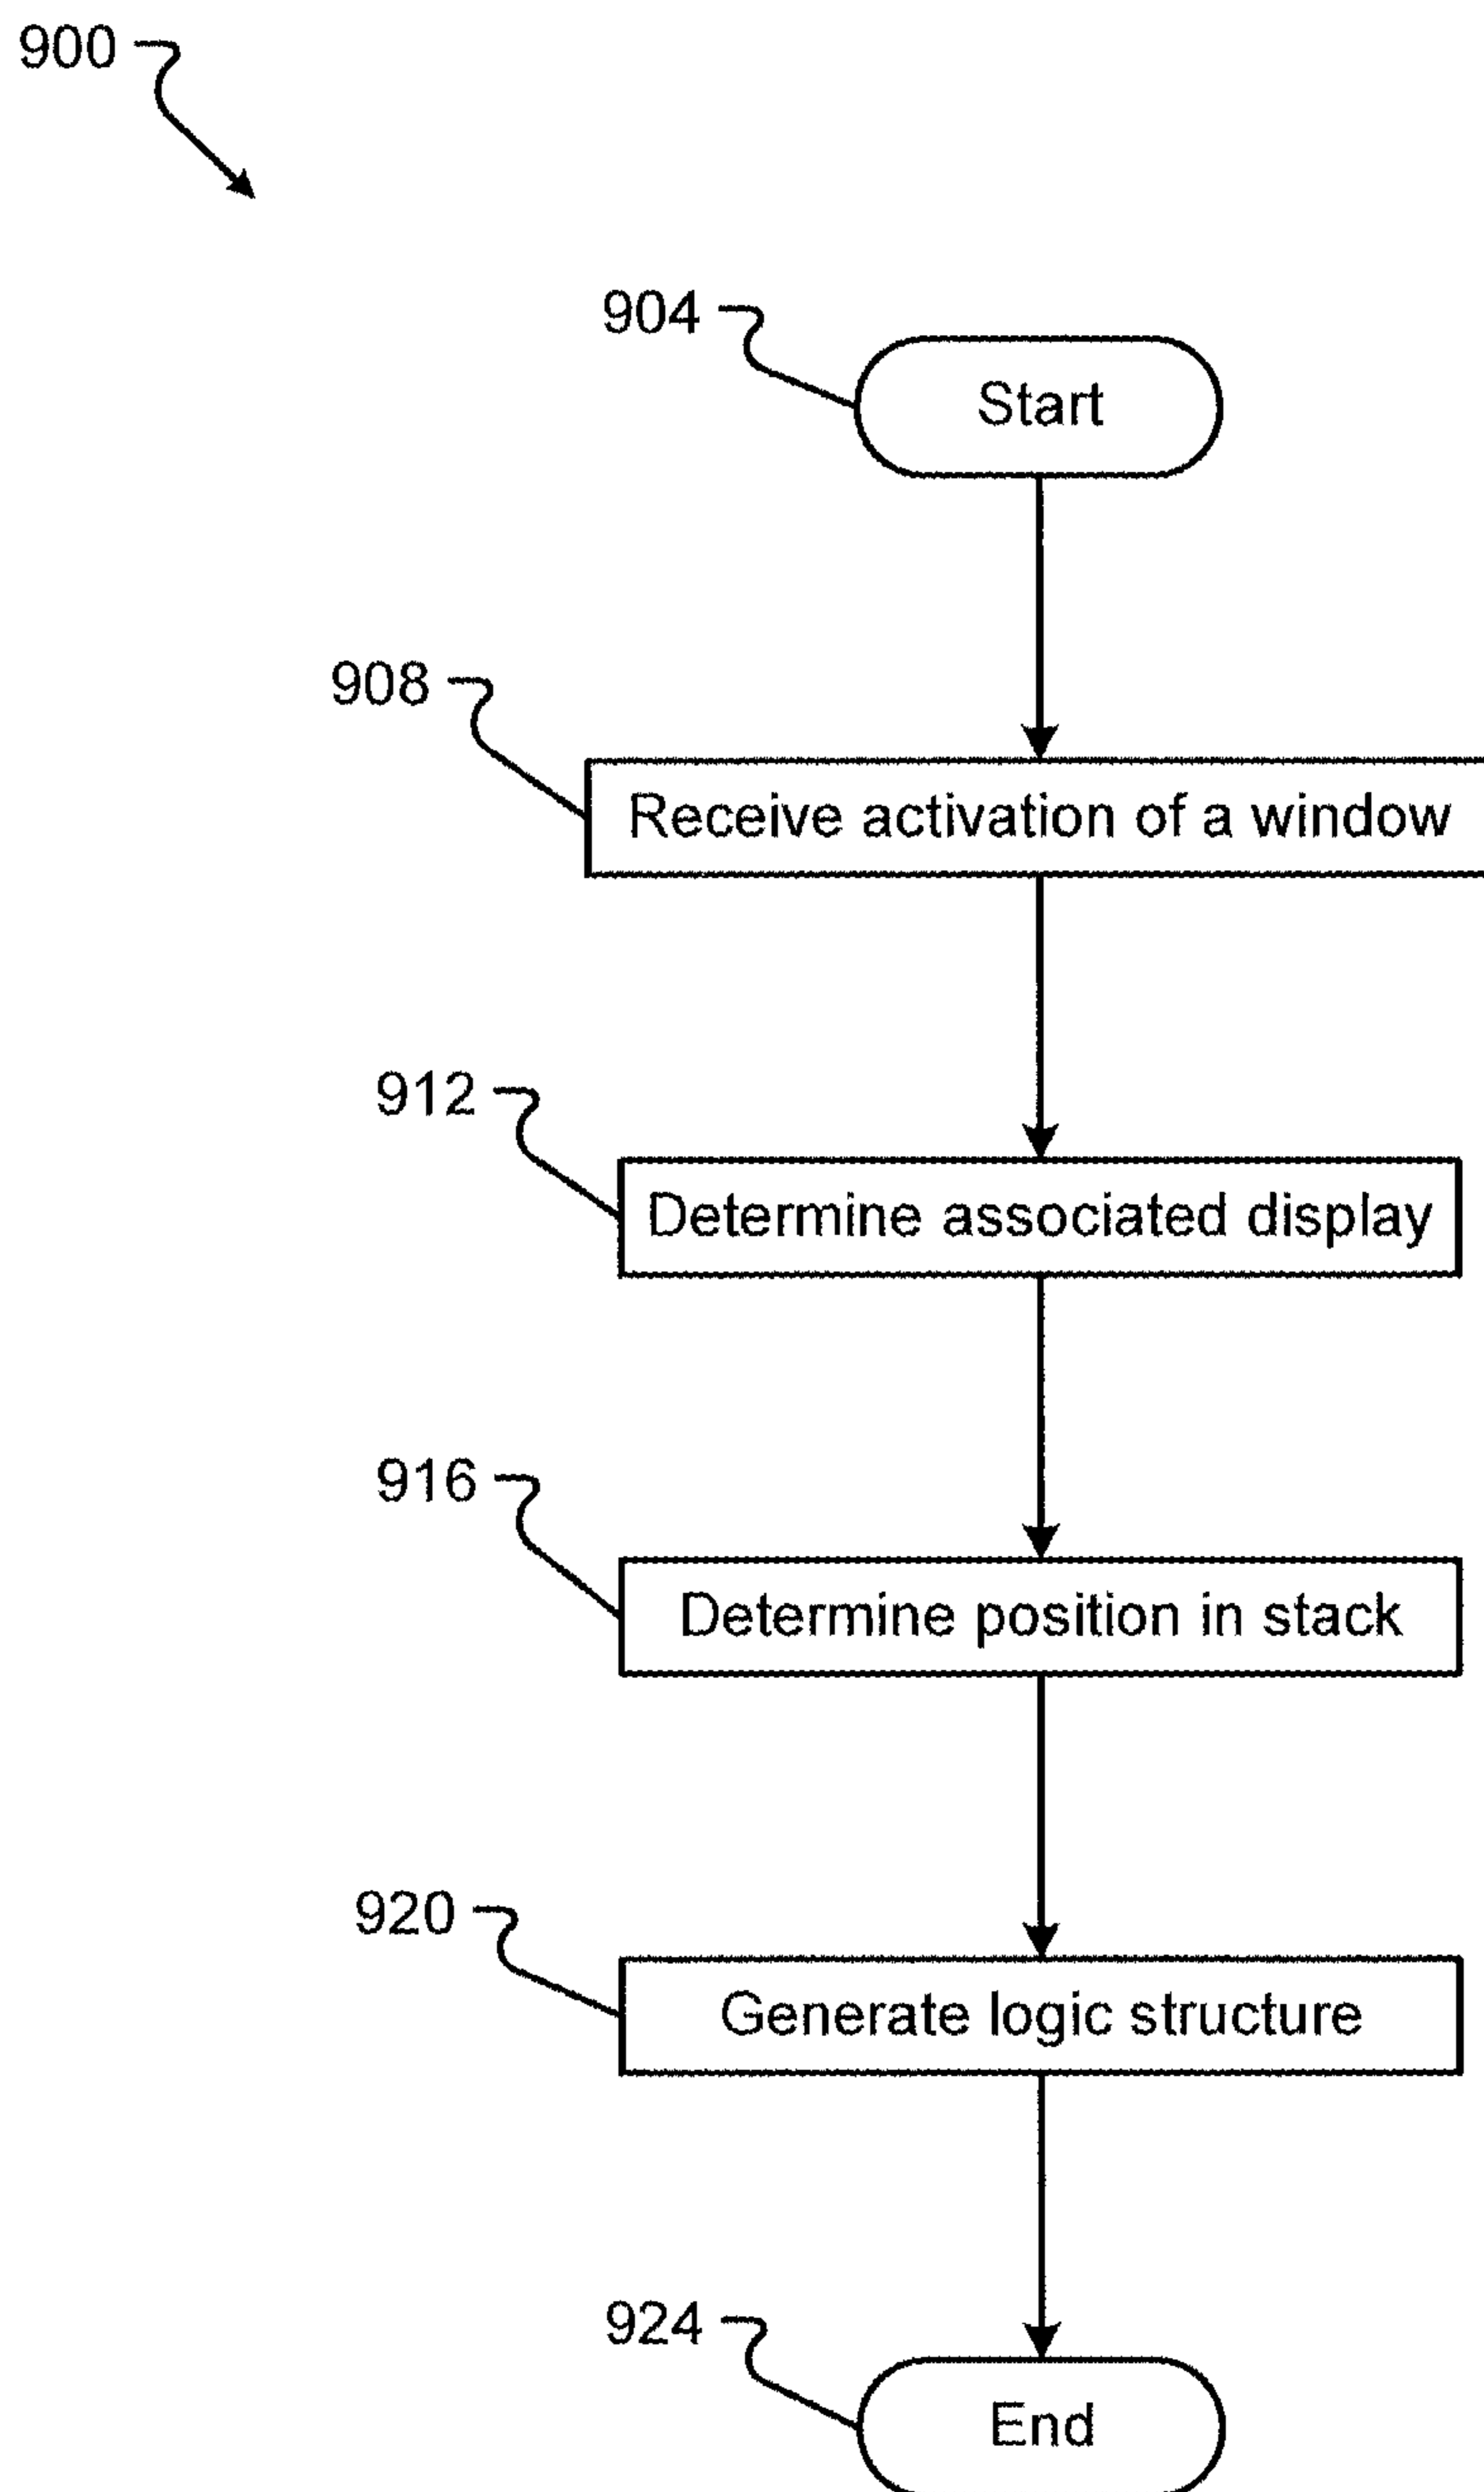 900
904
Start
908
Receive activation of a window
912
Determine associated display
916
Determine position in stack
920
Generate logic structure
924
End